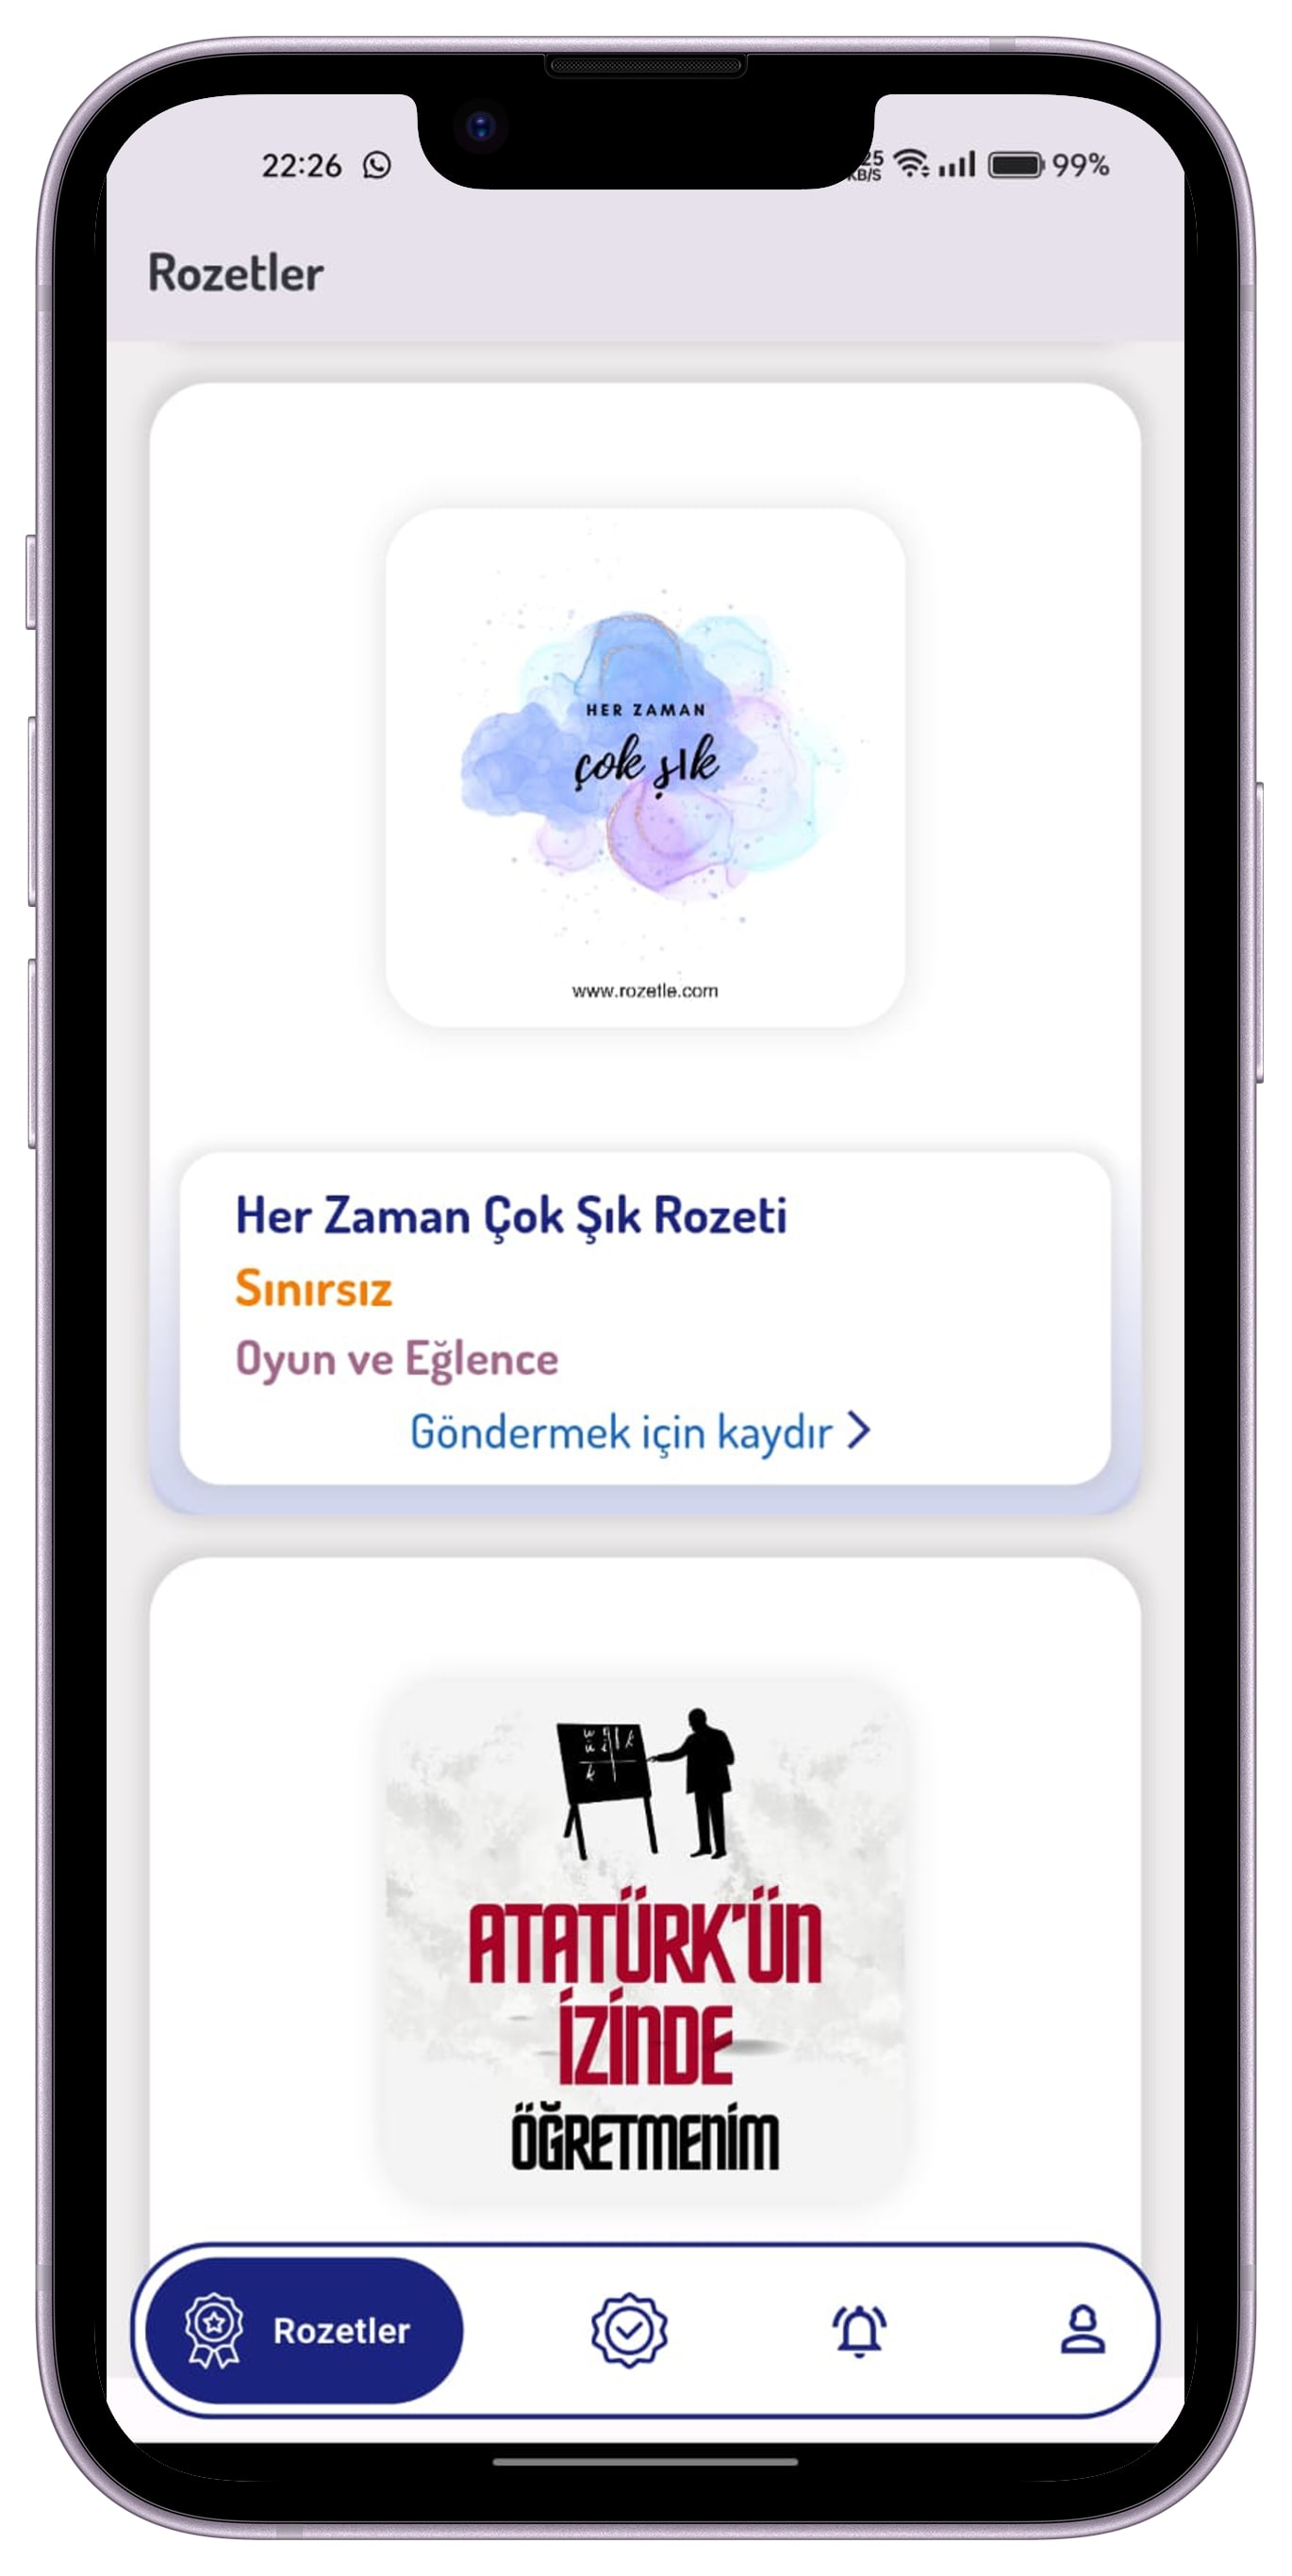 22:26
25
KB/S
99%
Rozetler
HER ZAMAN
çok şık
www.rozetle.com
Her Zaman Çok Şık Rozeti
Sınırsız
Oyun ve Eğlence
Göndermek için kaydır
ATATÜRK'ÜN
İZİNDE
ÖĞRETMENİM
Rozetler